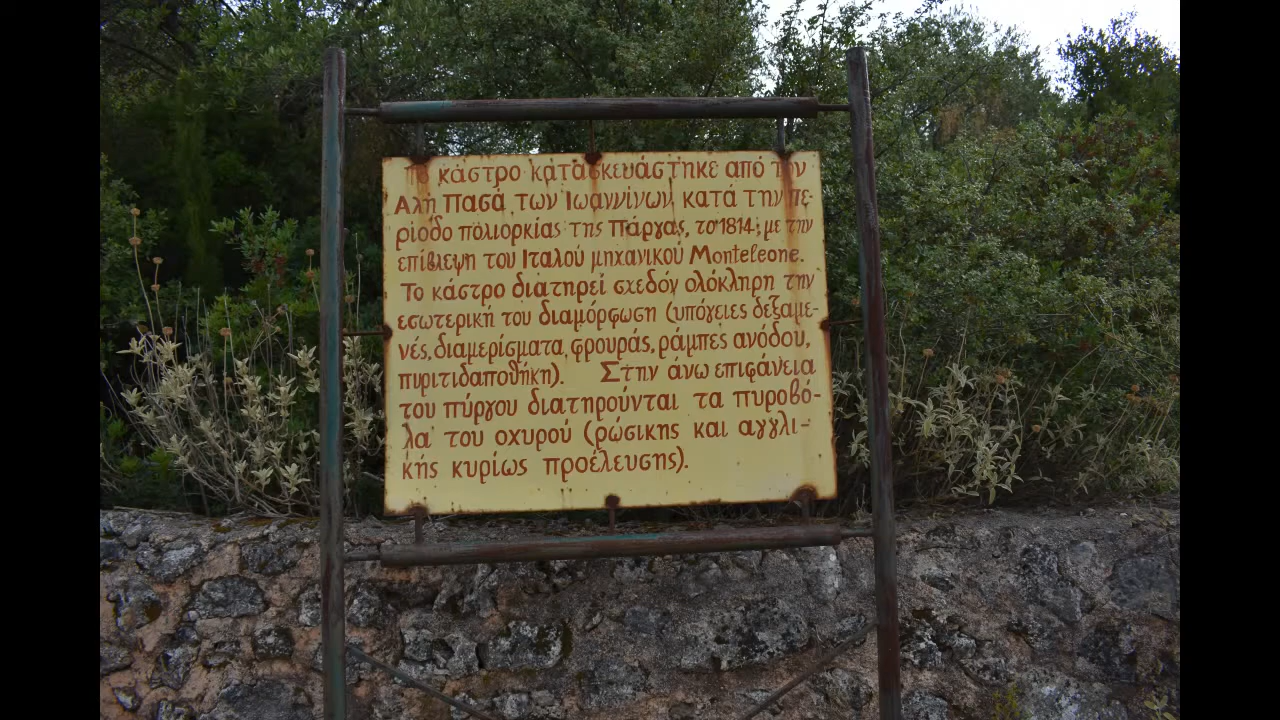 Το κάστρο κατασκευάστηκε από τον
Αλή Πασά των Ιωαννίνων, κατά την πε-
ρίοδο πολιορκίας της Πάργας, το 1814, με την
επίβλεψη του Ιταλού μηχανικού Monteleone.
Το κάστρο διατηρεί σχεδόν ολόκληρη την
εσωτερική του διαμόρφωση (υπόγειες δεξαμε-
νές, διαμερίσματα, φρουράς, ράμπες ανόδου,
πυριτιδαποθήκη). Στην άνω επιφάνεια
του πύργου διατηρούνται τα πυροβό-
λα του οχυρού (ρώσικης και αγγλι-
κής κυρίως προέλευσης).